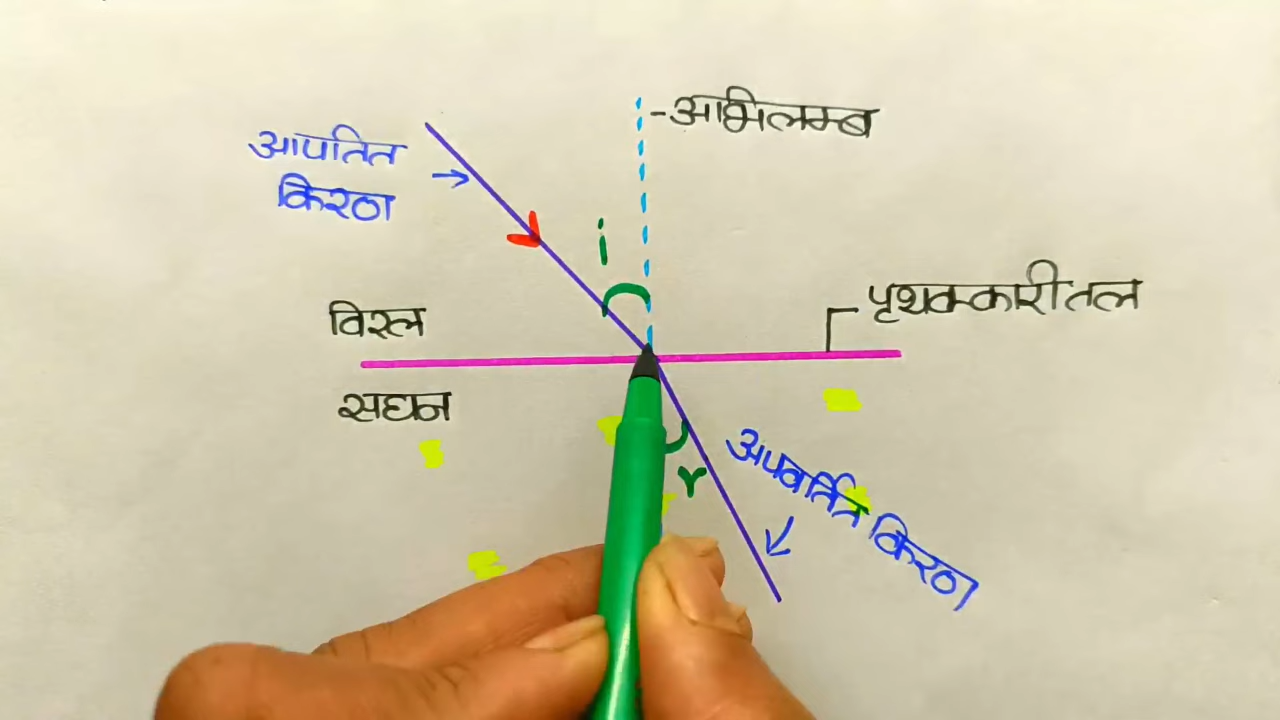 अभिलम्ब
आपतित
किरण
i
पृथक्कारी तल
विरल
सघन
r
अपवर्तित किरण